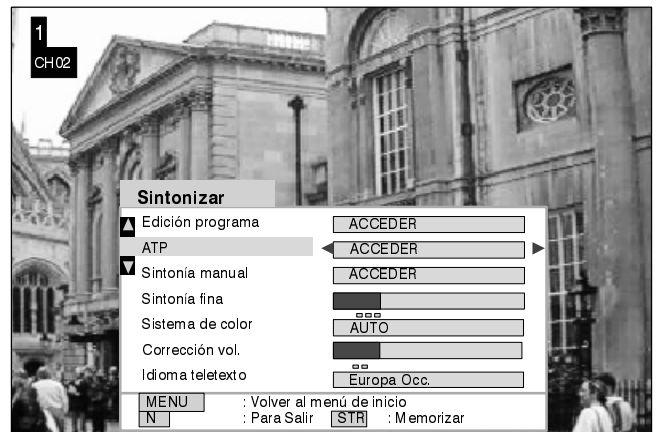 1
CH02
Sintonizar
Edición programa ACCEDER
ATP ACCEDER
Sintonía manual ACCEDER
Sintonía fina
Sistema de color AUTO
Corrección vol.
Idioma teletexto Europa Occ.
MENU : Volver al menú de inicio
N : Para Salir STR : Memorizar